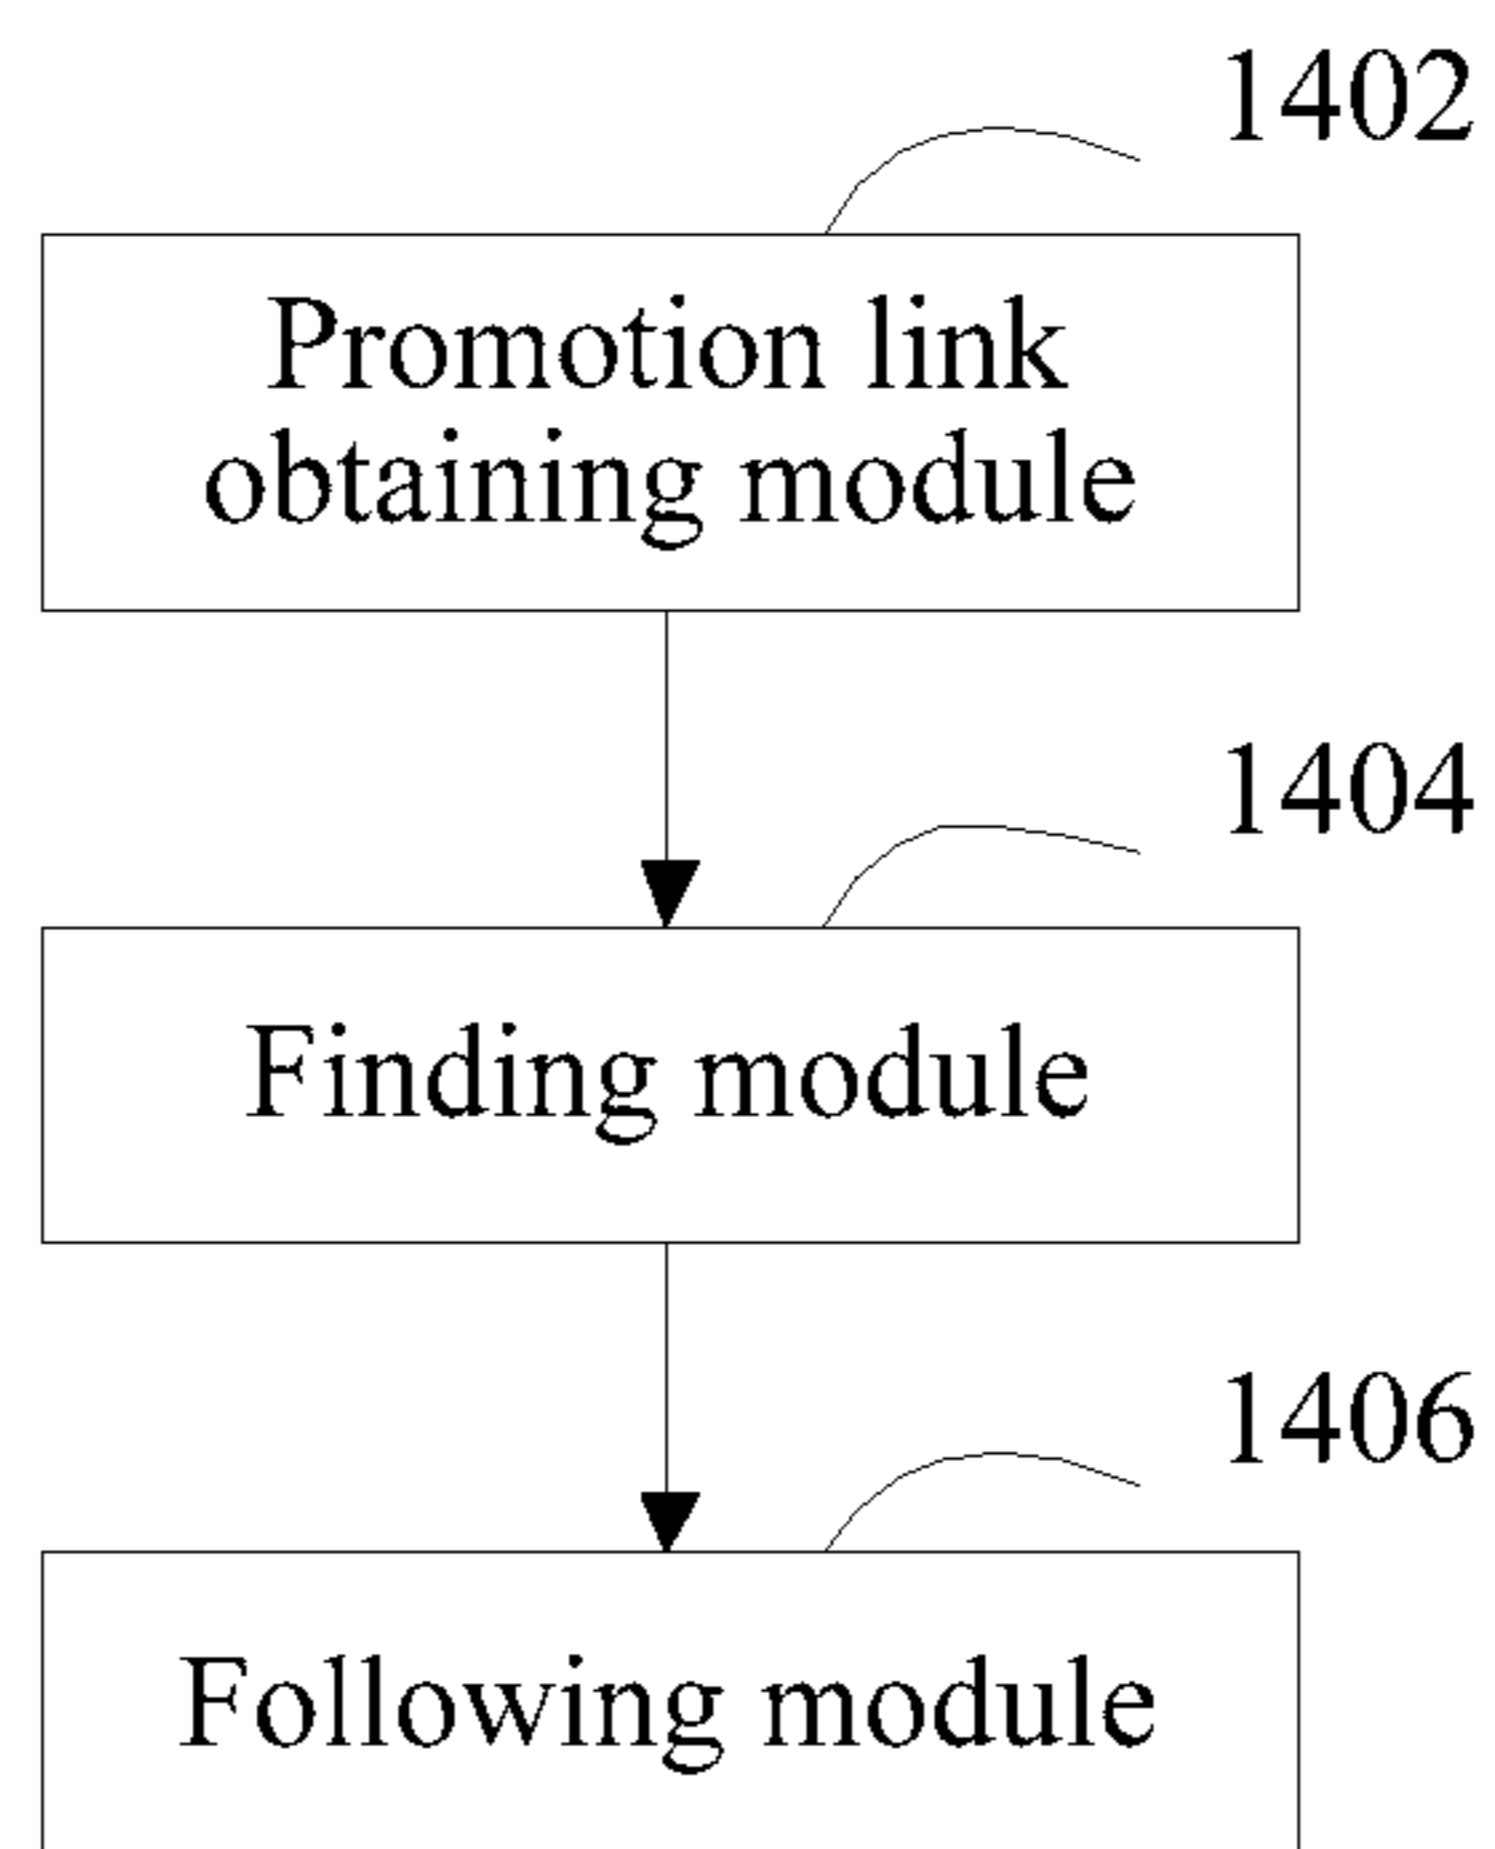 1402
Promotion link
obtaining module
1404
Finding module
1406
Following module